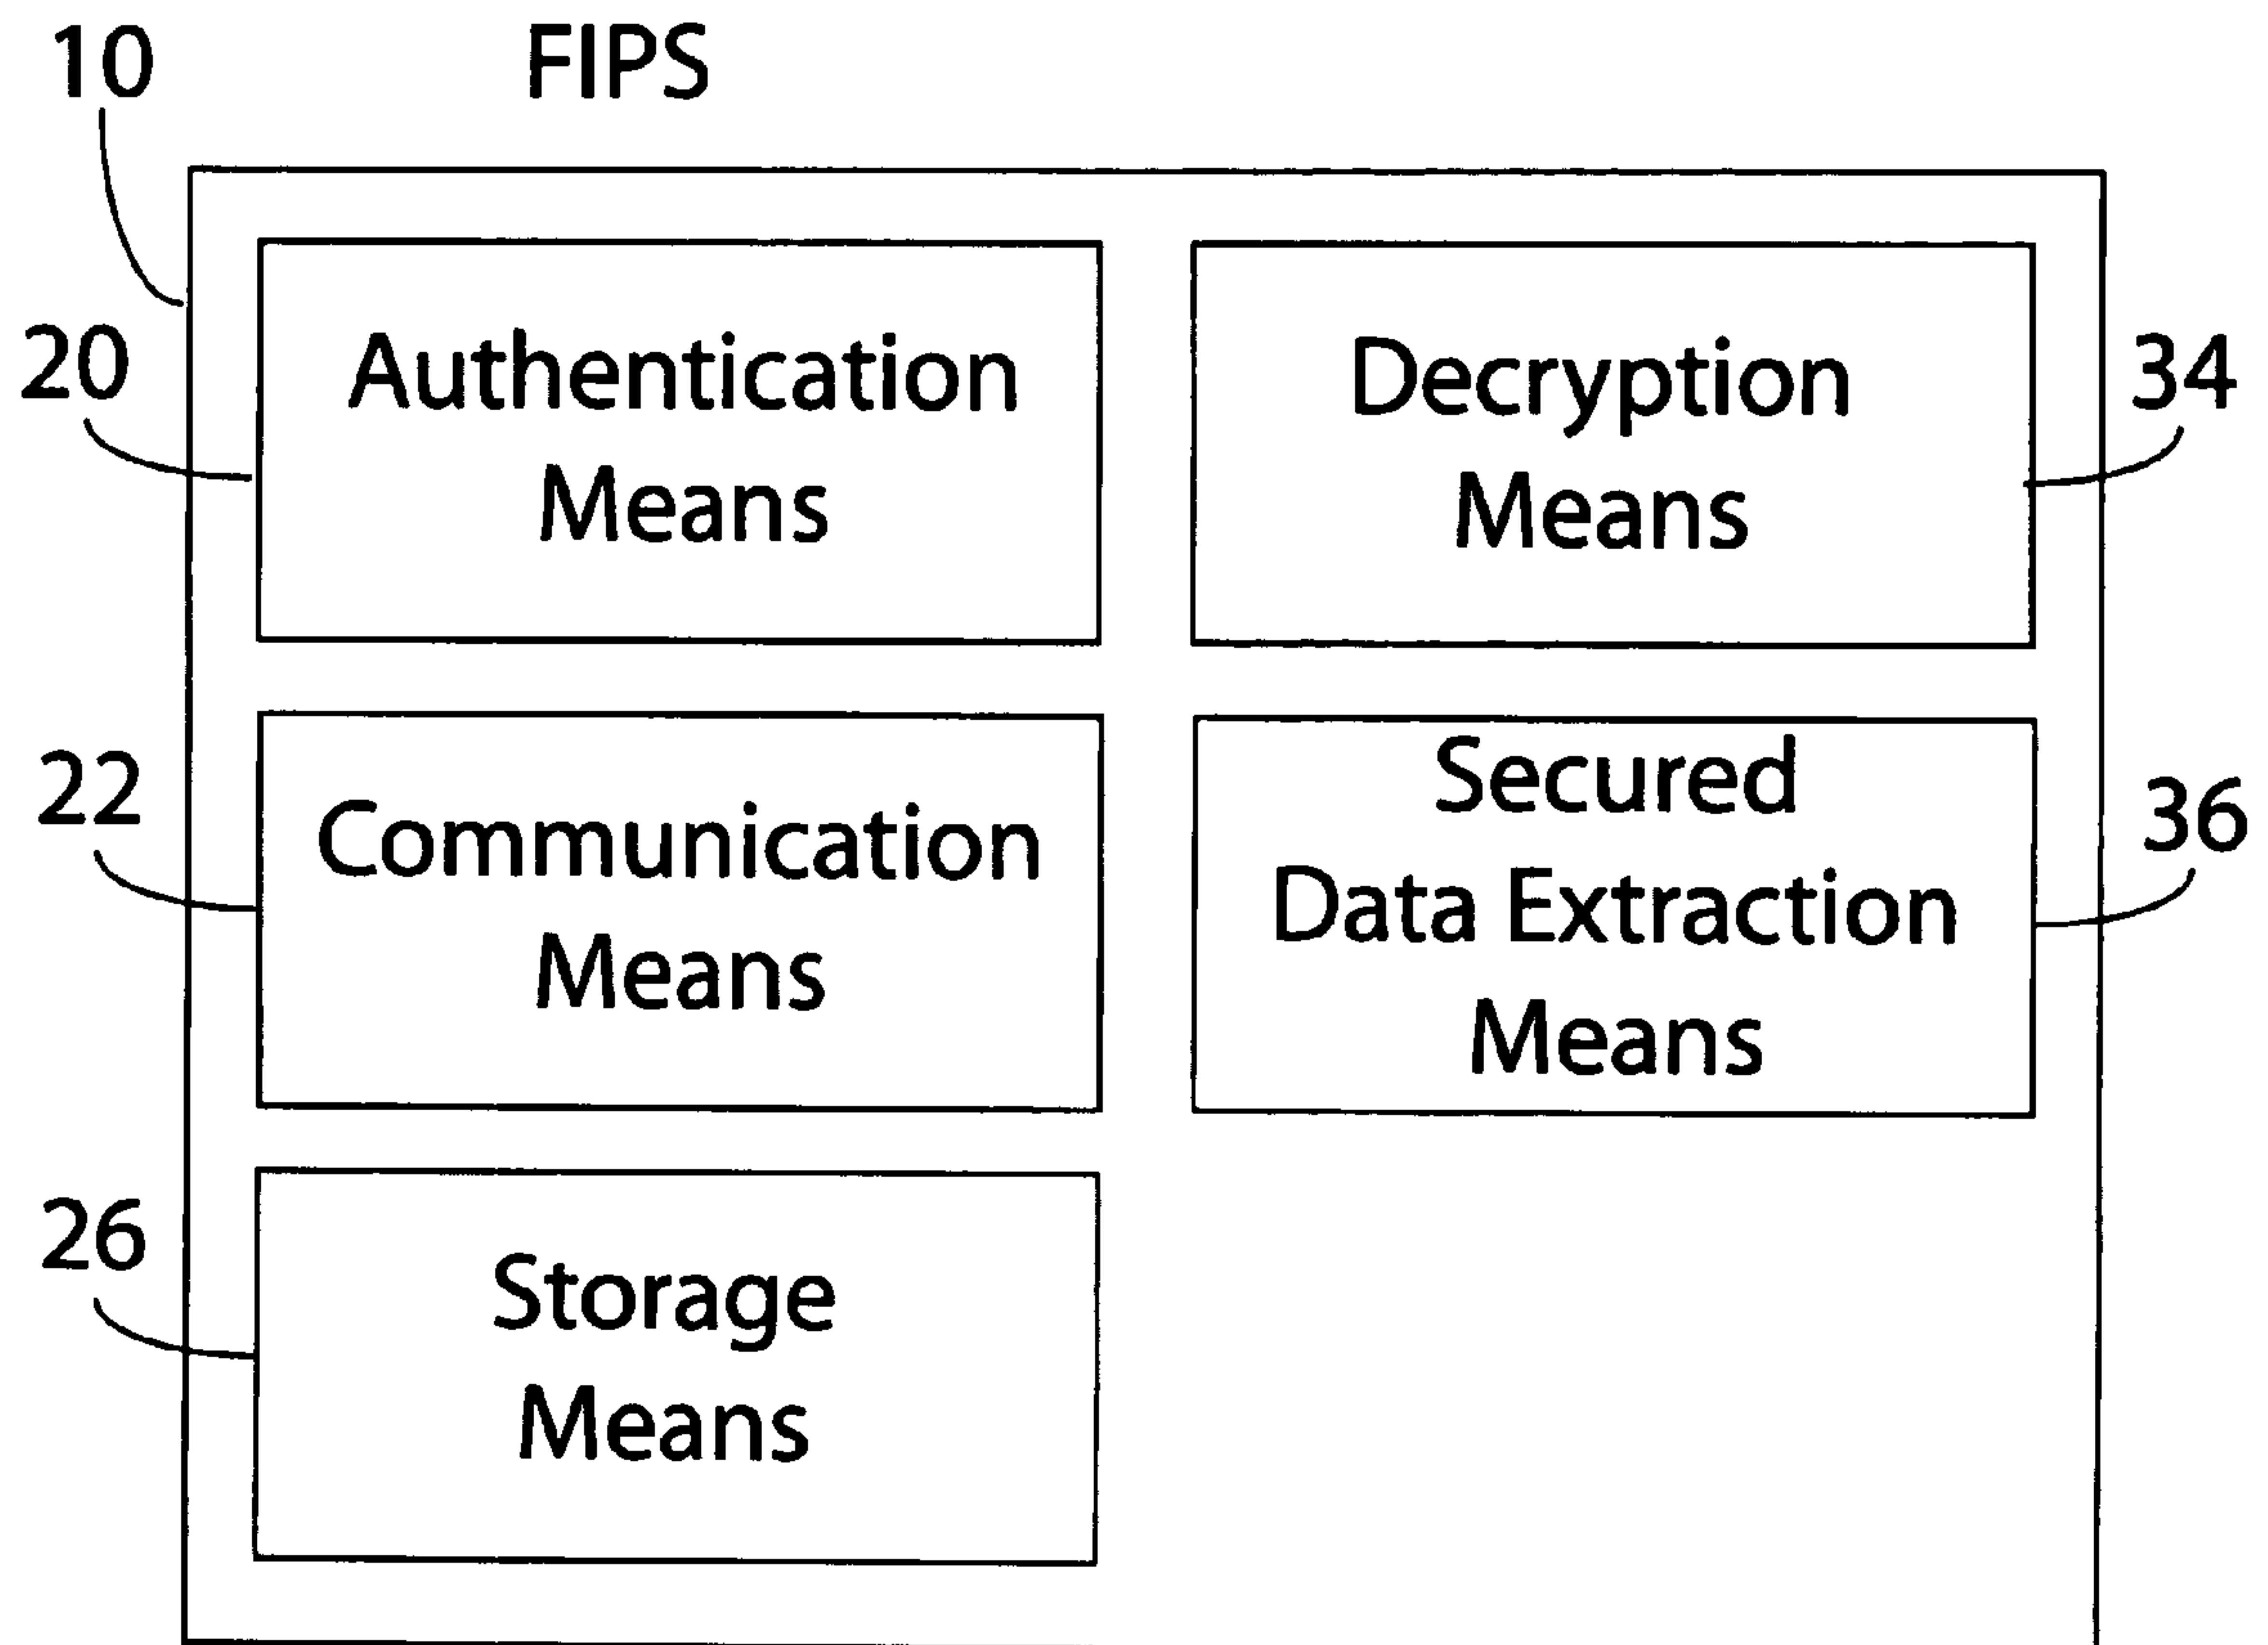 10
FIPS
20
Authentication
Means
Decryption
Means
34
22
Communication
Means
Secured
Data Extraction
Means
36
26
Storage
Means